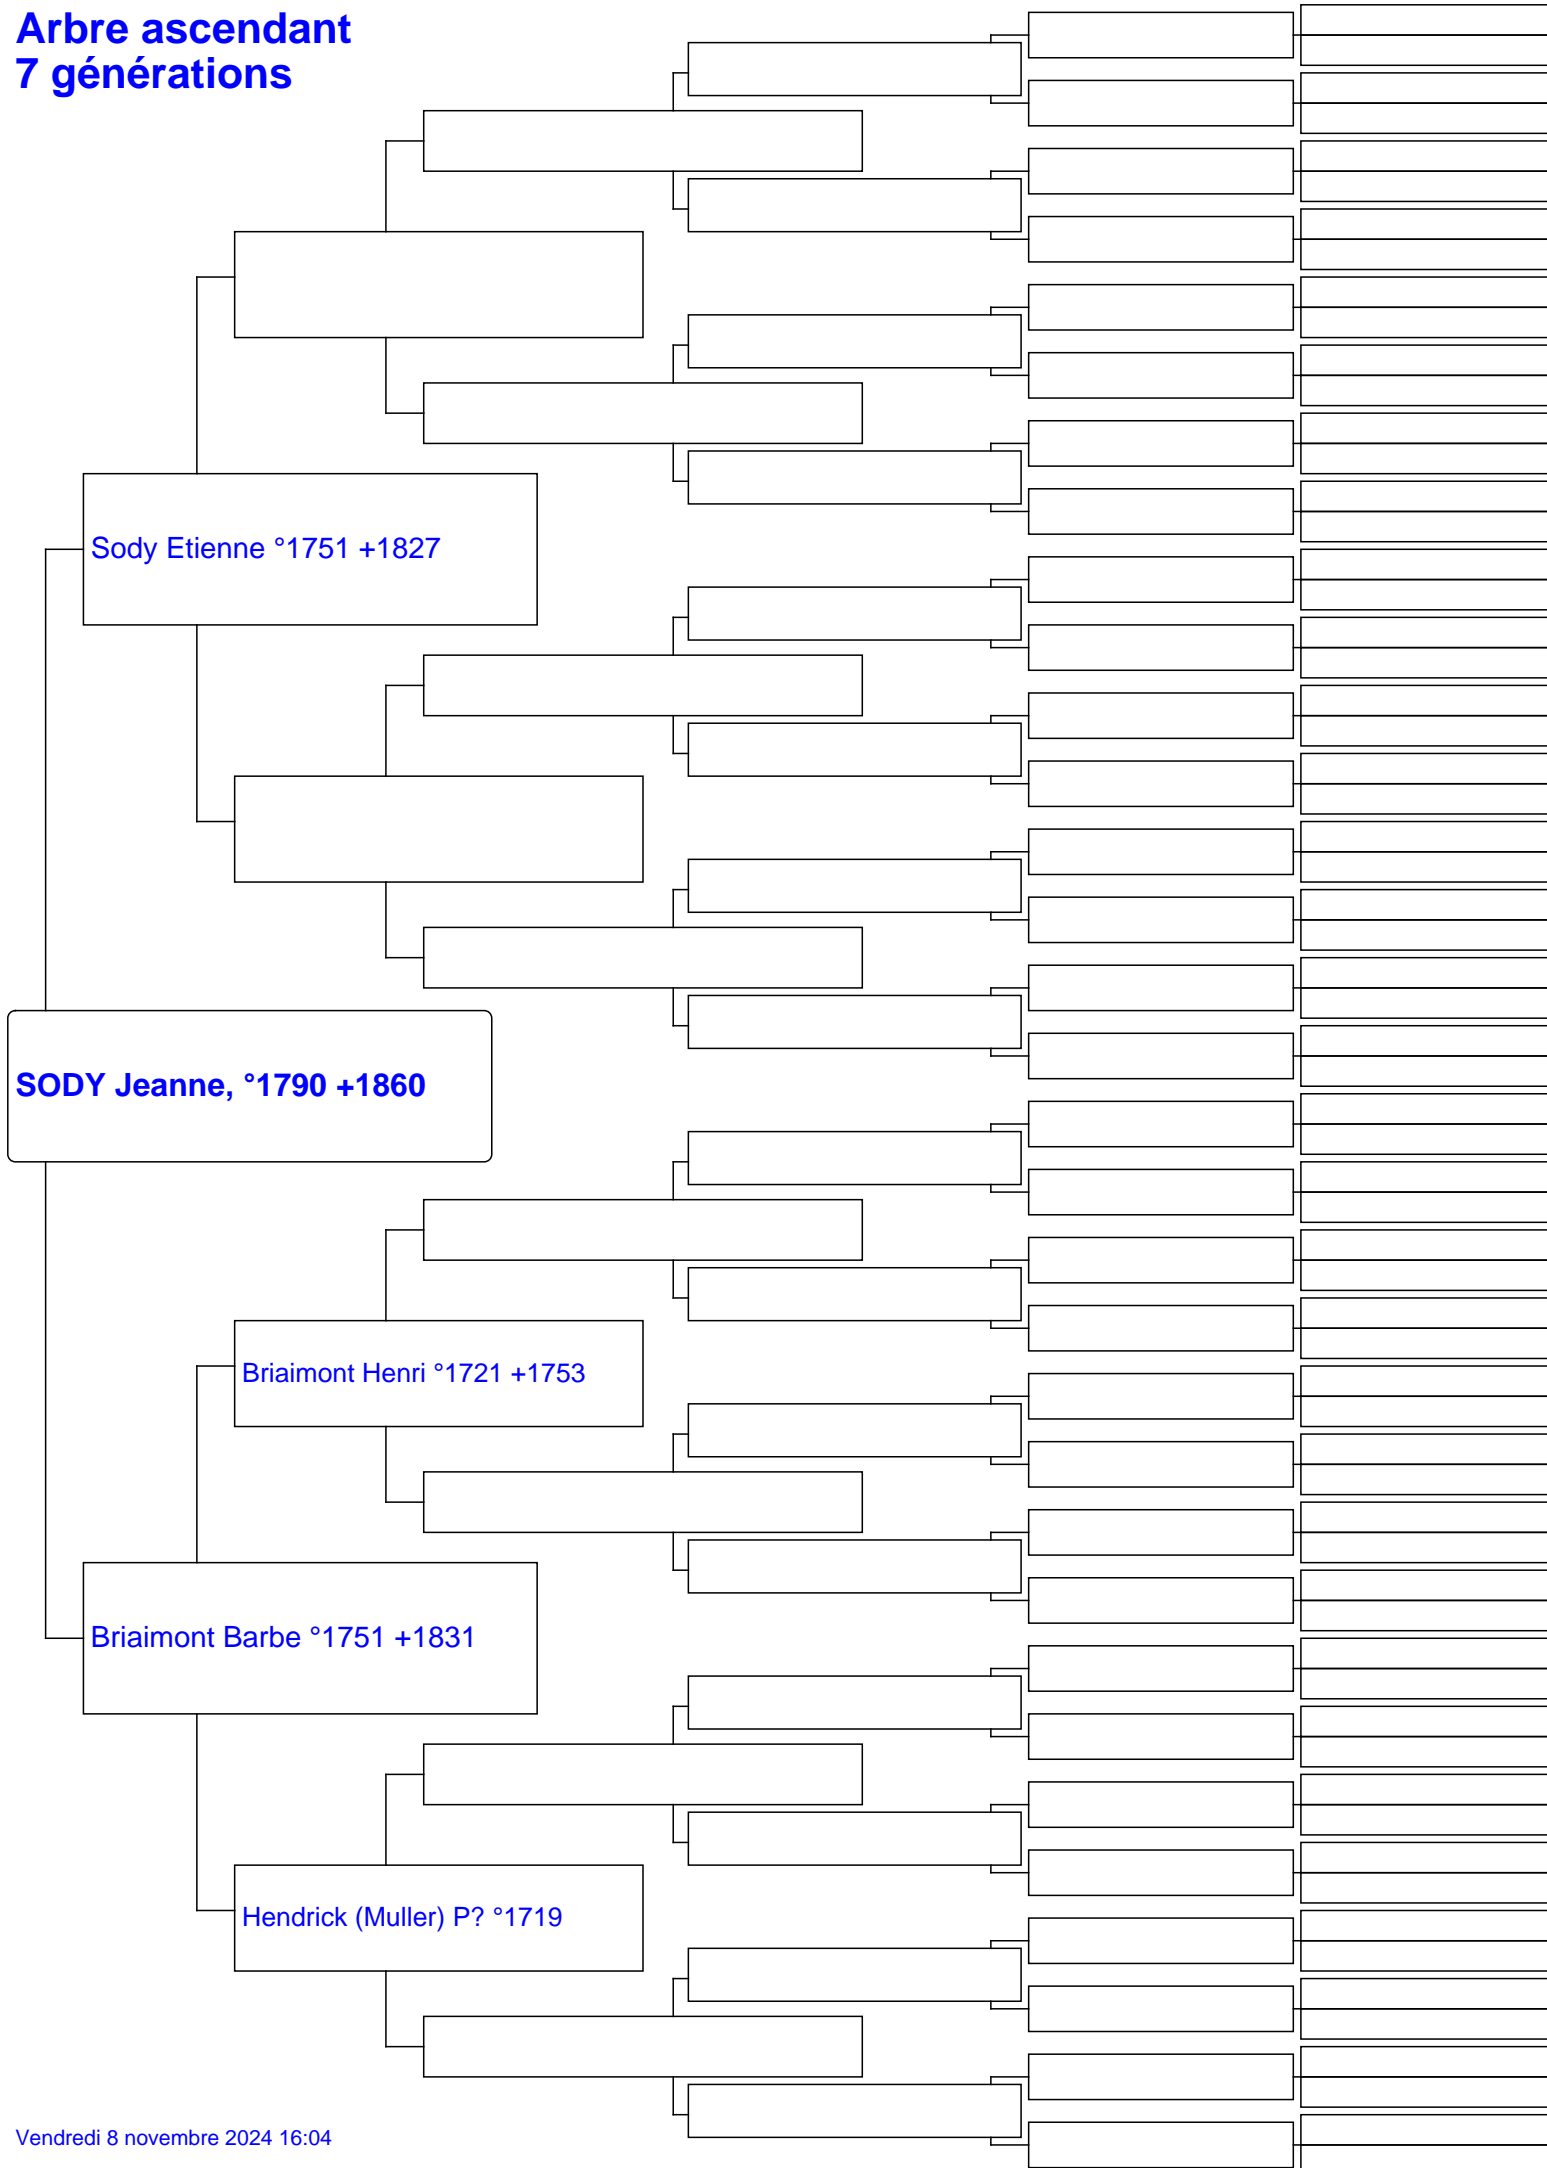 Arbre ascendant
7 générations
Sody Etienne °1751 +1827
SODY Jeanne, °1790 +1860
Briaimont Henri °1721 +1753
Briaimont Barbe °1751 +1831
Hendrick (Muller) P? °1719
Vendredi 8 novembre 2024 16:04